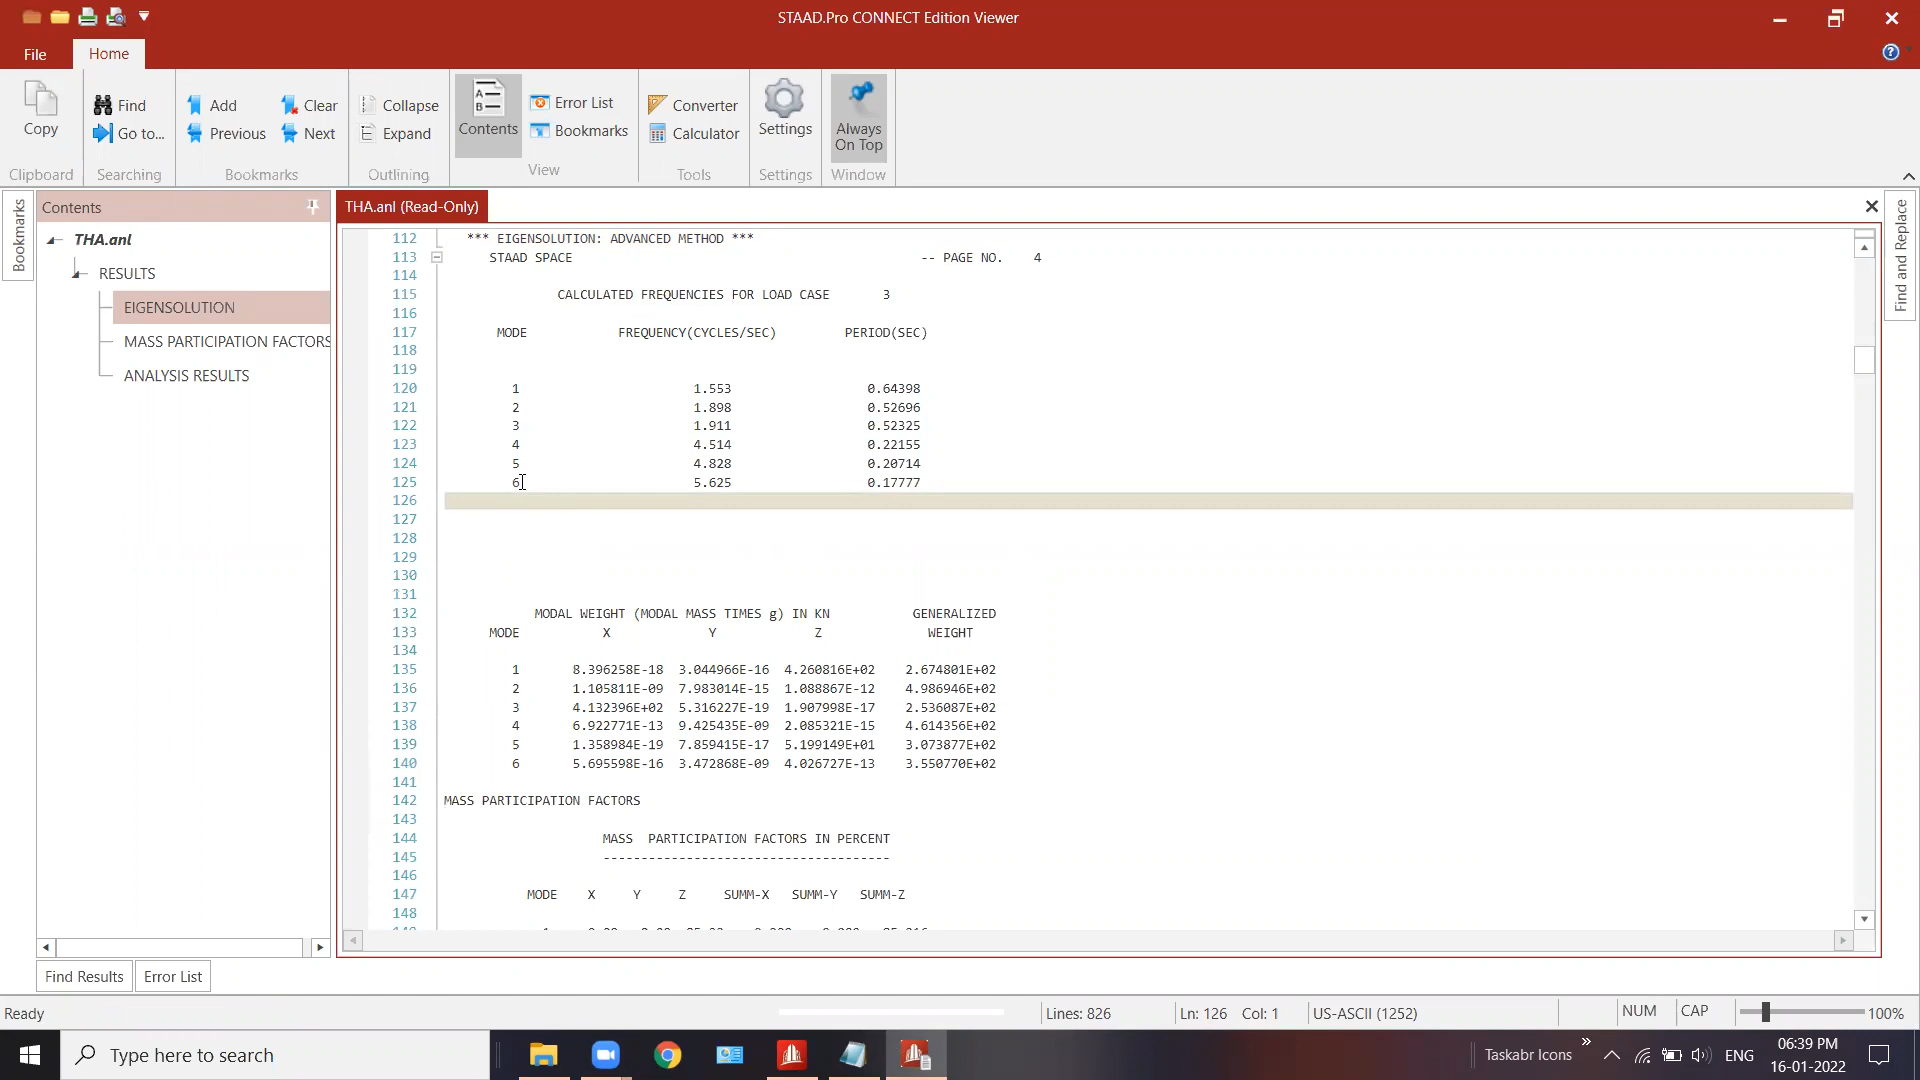 STAAD.Pro CONNECT Edition Viewer
File Home
Copy
Find
Go to...
Add
Previous
Clear
Next
Collapse
Expand
Contents
Error List
Bookmarks
Converter
Calculator
Settings
Always
On Top
Clipboard Searching Bookmarks Outlining View Tools Settings Window
Bookmarks
Contents
THA.anl
RESULTS
EIGENSOLUTION
MASS PARTICIPATION FACTORS
ANALYSIS RESULTS
THA.anl (Read-Only)
Find and Replace
112 *** EIGENSOLUTION: ADVANCED METHOD ***
113 STAAD SPACE -- PAGE NO. 4
114
115 CALCULATED FREQUENCIES FOR LOAD CASE 3
116
117 MODE FREQUENCY(CYCLES/SEC) PERIOD(SEC)
118
119
120 1 1.553 0.64398
121 2 1.898 0.52696
122 3 1.911 0.52325
123 4 4.514 0.22155
124 5 4.828 0.20714
125 6 5.625 0.17777
126
127
128
129
130
131
132 MODAL WEIGHT (MODAL MASS TIMES g) IN KN GENERALIZED
133 MODE X Y Z WEIGHT
134
135 1 8.396258E-18 3.044966E-16 4.260816E+02 2.674801E+02
136 2 1.105811E-09 7.983014E-15 1.088867E-12 4.986946E+02
137 3 4.132396E+02 5.316227E-19 1.907998E-17 2.536087E+02
138 4 6.922771E-13 9.425435E-09 2.085321E-15 4.614356E+02
139 5 1.358984E-19 7.859415E-17 5.199149E+01 3.073877E+02
140 6 5.695598E-16 3.472868E-09 4.026727E-13 3.550770E+02
141
142 MASS PARTICIPATION FACTORS
143
144 MASS PARTICIPATION FACTORS IN PERCENT
145 --------------------------------------
146
147 MODE X Y Z SUMM-X SUMM-Y SUMM-Z
148
Find Results Error List
Ready Lines: 826 Ln: 126 Col: 1 US-ASCII (1252) NUM CAP 100%
Type here to search
Taskabr Icons
ENG
06:39 PM
16-01-2022